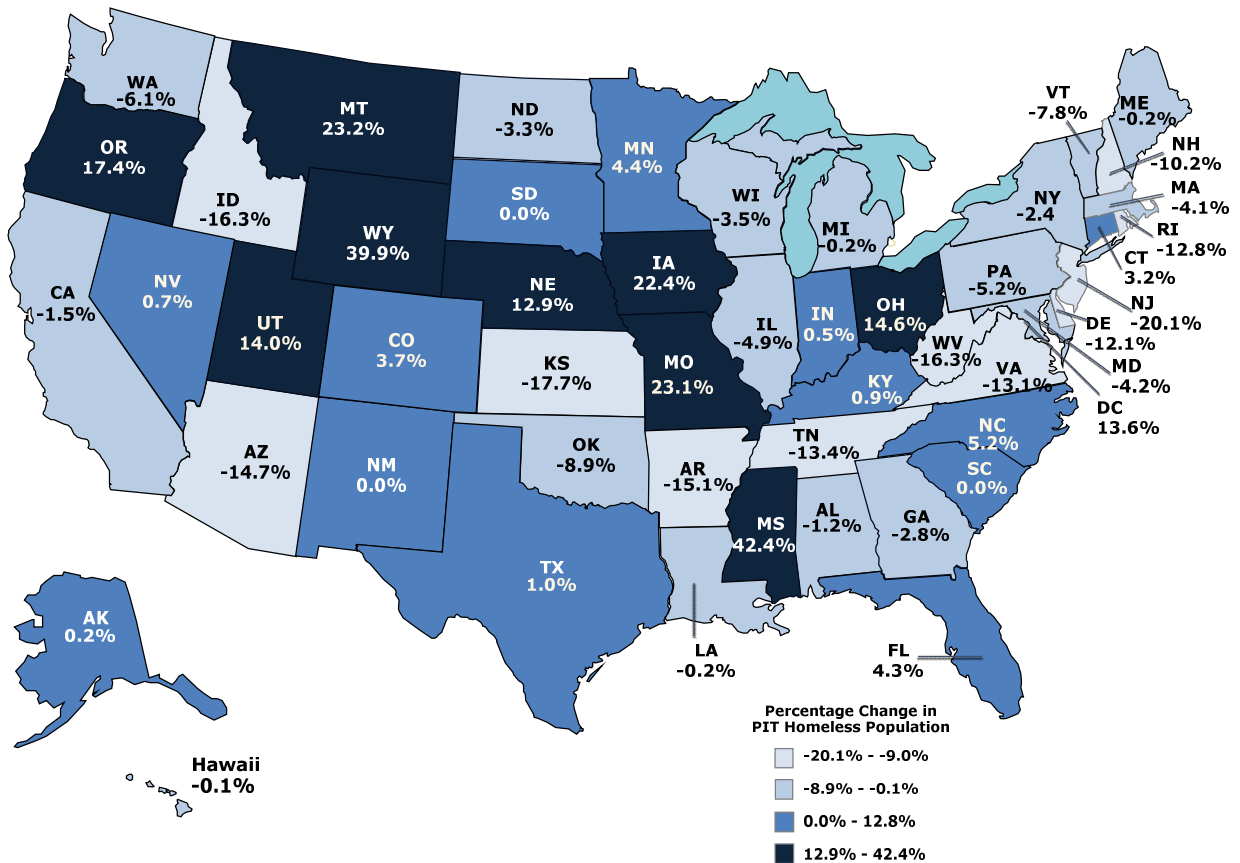 WA
-6.1%
MT
23.2%
ND
-3.3%
MN
4.4%
VT
-7.8%
ME
-0.2%
OR
17.4%
ID
-16.3%
SD
0.0%
WI
-3.5%
MI
-0.2%
NY
-2.4
NH
-10.2%
MA
-4.1%
RI
-12.8%
CT
3.2%
NJ
-20.1%
DE
-12.1%
MD
-4.2%
DC
13.6%
WY
39.9%
IA
22.4%
NE
12.9%
PA
-5.2%
CA
-1.5%
NV
0.7%
UT
14.0%
CO
3.7%
IL
-4.9%
IN
0.5%
OH
14.6%
WV
-16.3%
VA
-13.1%
KS
-17.7%
MO
23.1%
KY
0.9%
AZ
-14.7%
NM
0.0%
OK
-8.9%
AR
-15.1%
TN
-13.4%
NC
5.2%
SC
0.0%
MS
42.4%
AL
-1.2%
GA
-2.8%
TX
1.0%
AK
0.2%
LA
-0.2%
FL
4.3%
Hawaii
-0.1%
Percentage Change in
PIT Homeless Population
-20.1% - -9.0%
-8.9% - -0.1%
0.0% - 12.8%
12.9% - 42.4%